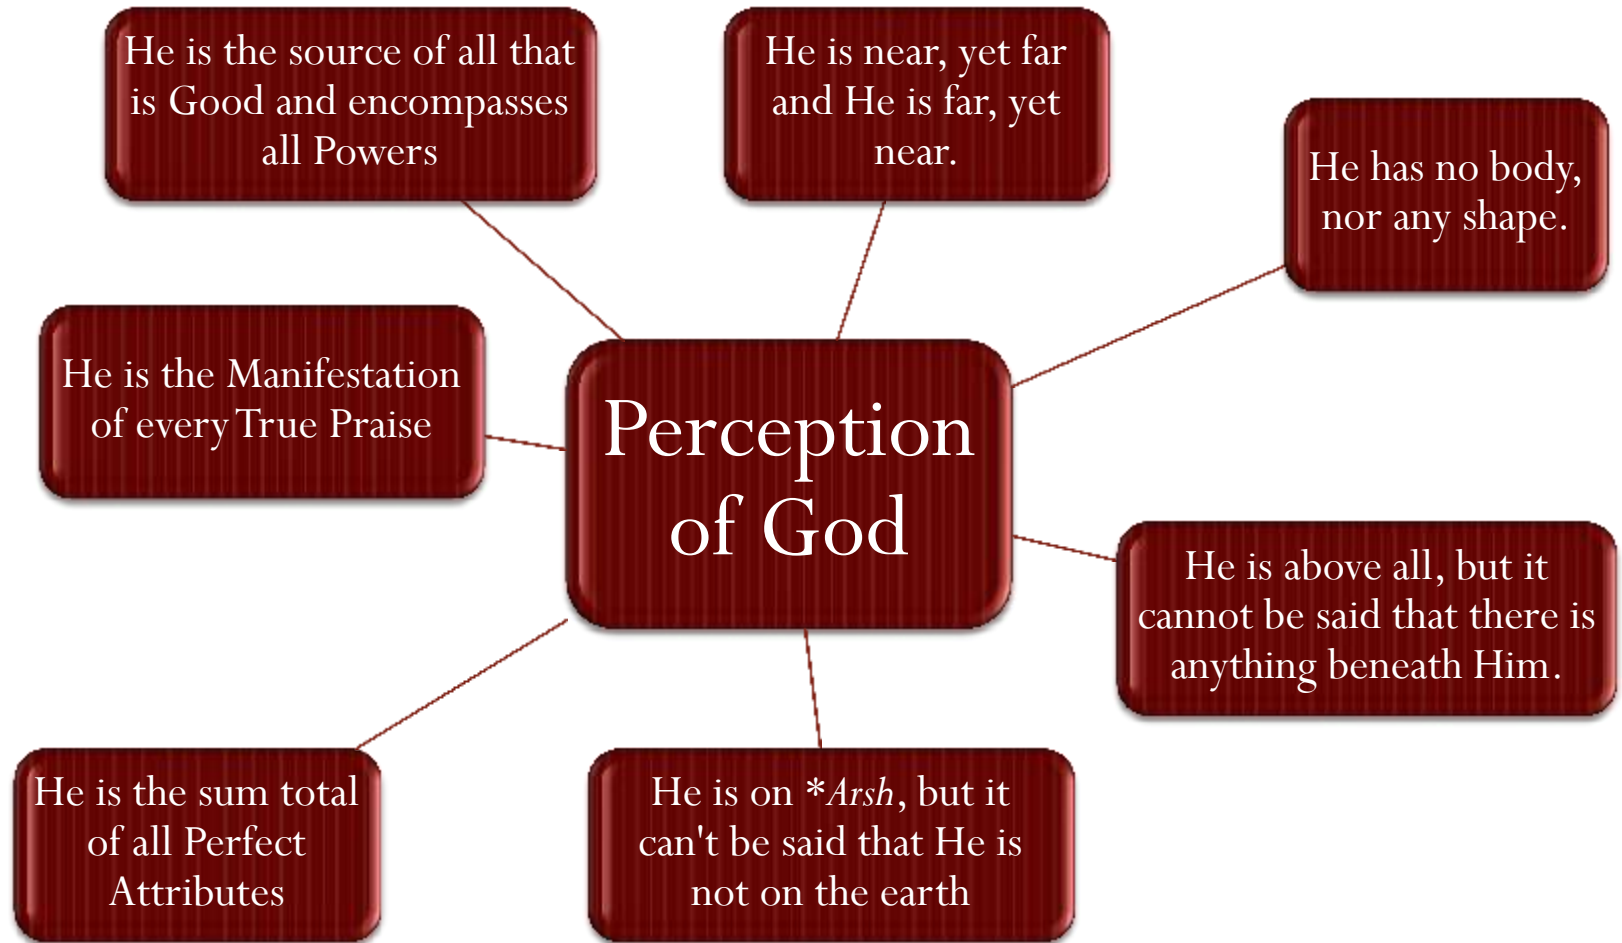 He is the source of all that
is Good and encompasses
all Powers
He is near, yet far
and He is far, yet
near.
He has no body,
nor any shape.
He is the Manifestation
of every True Praise
Perception
of God
He is above all, but it
cannot be said that there is
anything beneath Him.
He is the sum total
of all Perfect
Attributes
He is on *Arsh, but it
can't be said that He is
not on the earth